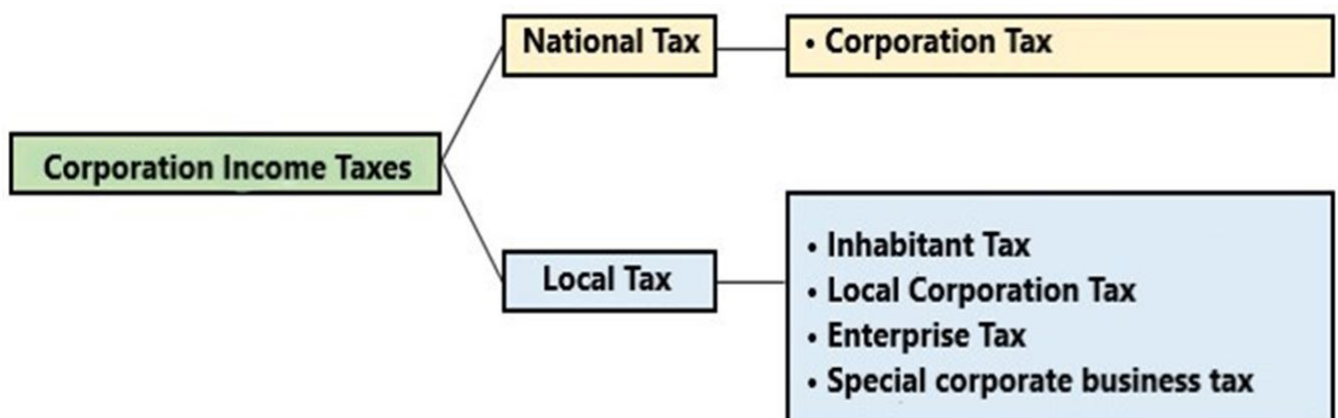 National Tax
• Corporation Tax
Corporation Income Taxes
Local Tax
• Inhabitant Tax
• Local Corporation Tax
• Enterprise Tax
• Special corporate business tax